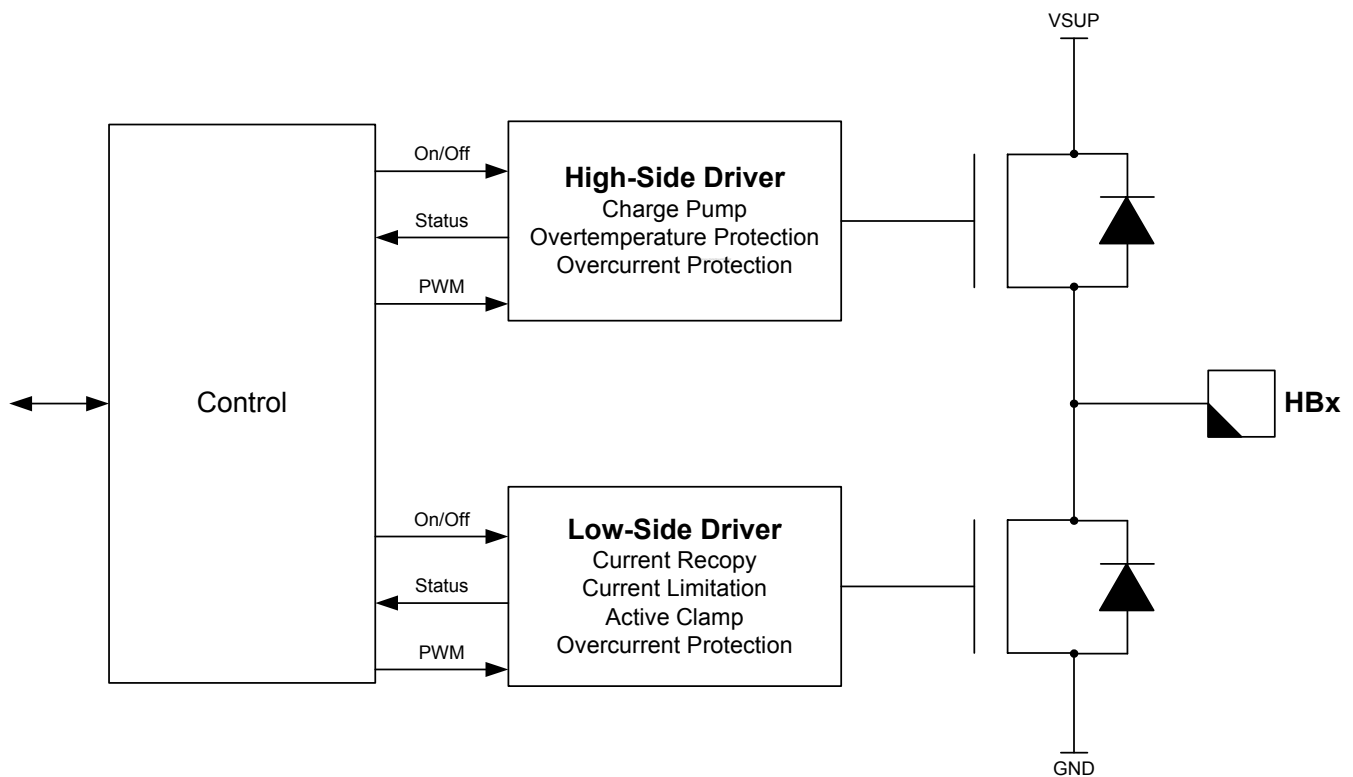 VSUP
On/Off
Status
PWM
High-Side Driver
Charge Pump
Overtemperature Protection
Overcurrent Protection
Control
HBx
On/Off
Status
PWM
Low-Side Driver
Current Recopy
Current Limitation
Active Clamp
Overcurrent Protection
GND